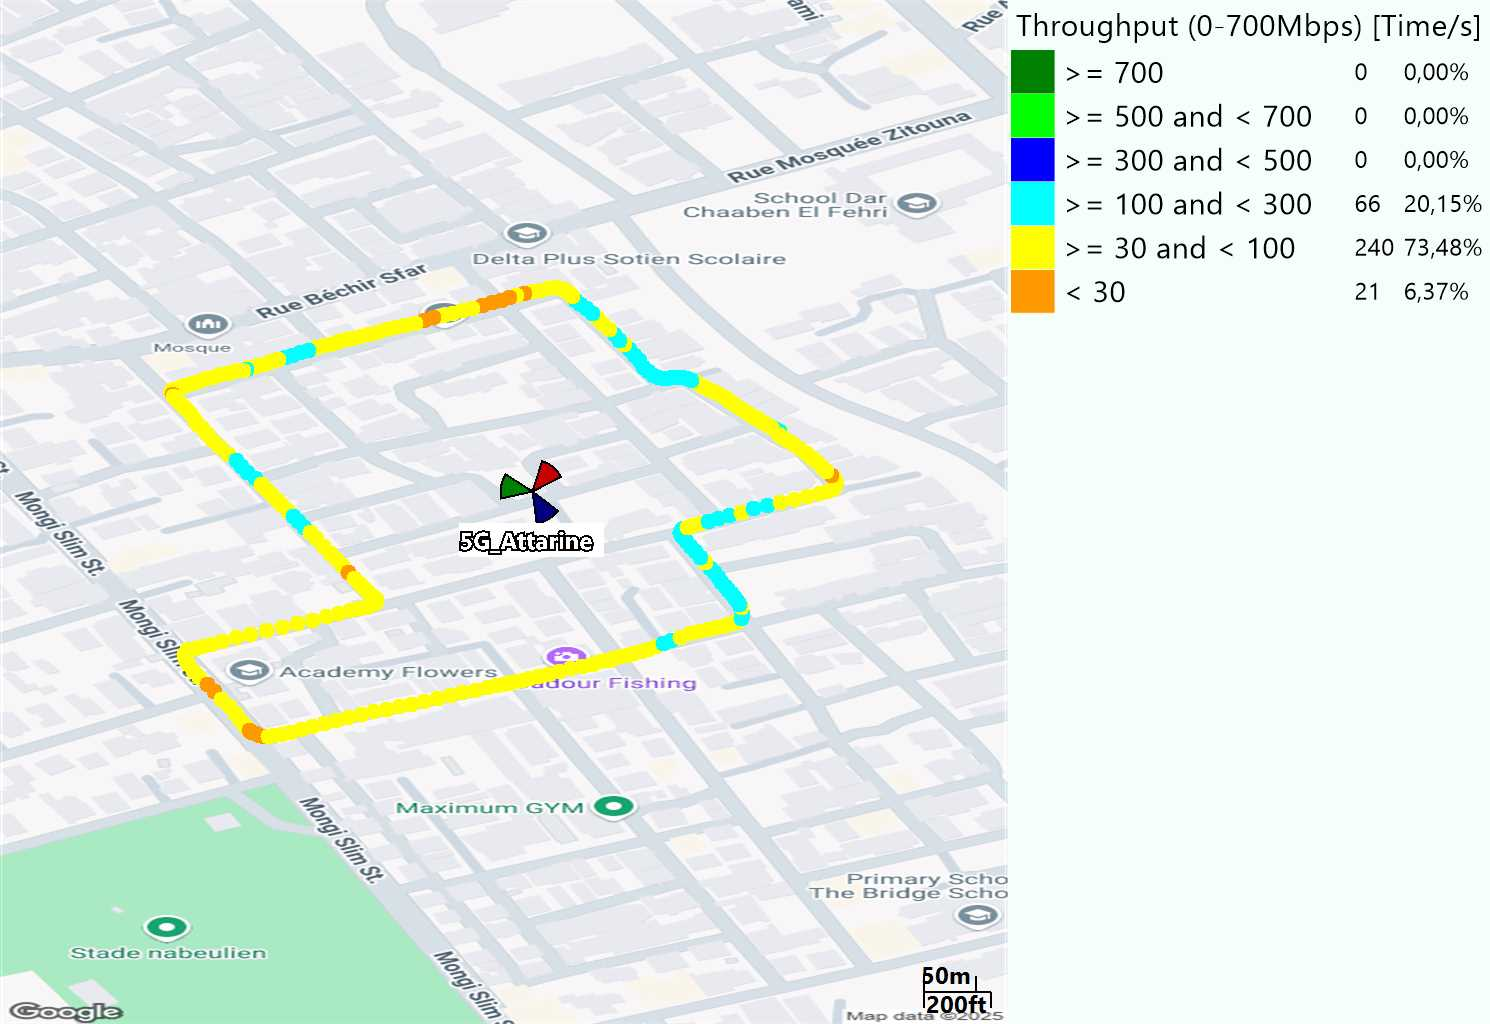 Throughput (0-700Mbps) [Time/s]
>= 700 0 0,00%
>= 500 and < 700 0 0,00%
>= 300 and < 500 0 0,00%
>= 100 and < 300 66 20,15%
>= 30 and < 100 240 73,48%
< 30 21 6,37%
Rue Mosquée Zitouna
School Dar
Chaaben El Fehri
Delta Plus Sotien Scolaire
Rue Béchir Sfar
Mosque
Mongi Slim St.
5G_Attarine
Academy Flowers
adour Fishing
Maximum GYM
Mongi Slim St.
Primary Scho
The Bridge Scho
Stade nabeulien
Mongi Slim S
50m
200ft
Google
Map data ©2025